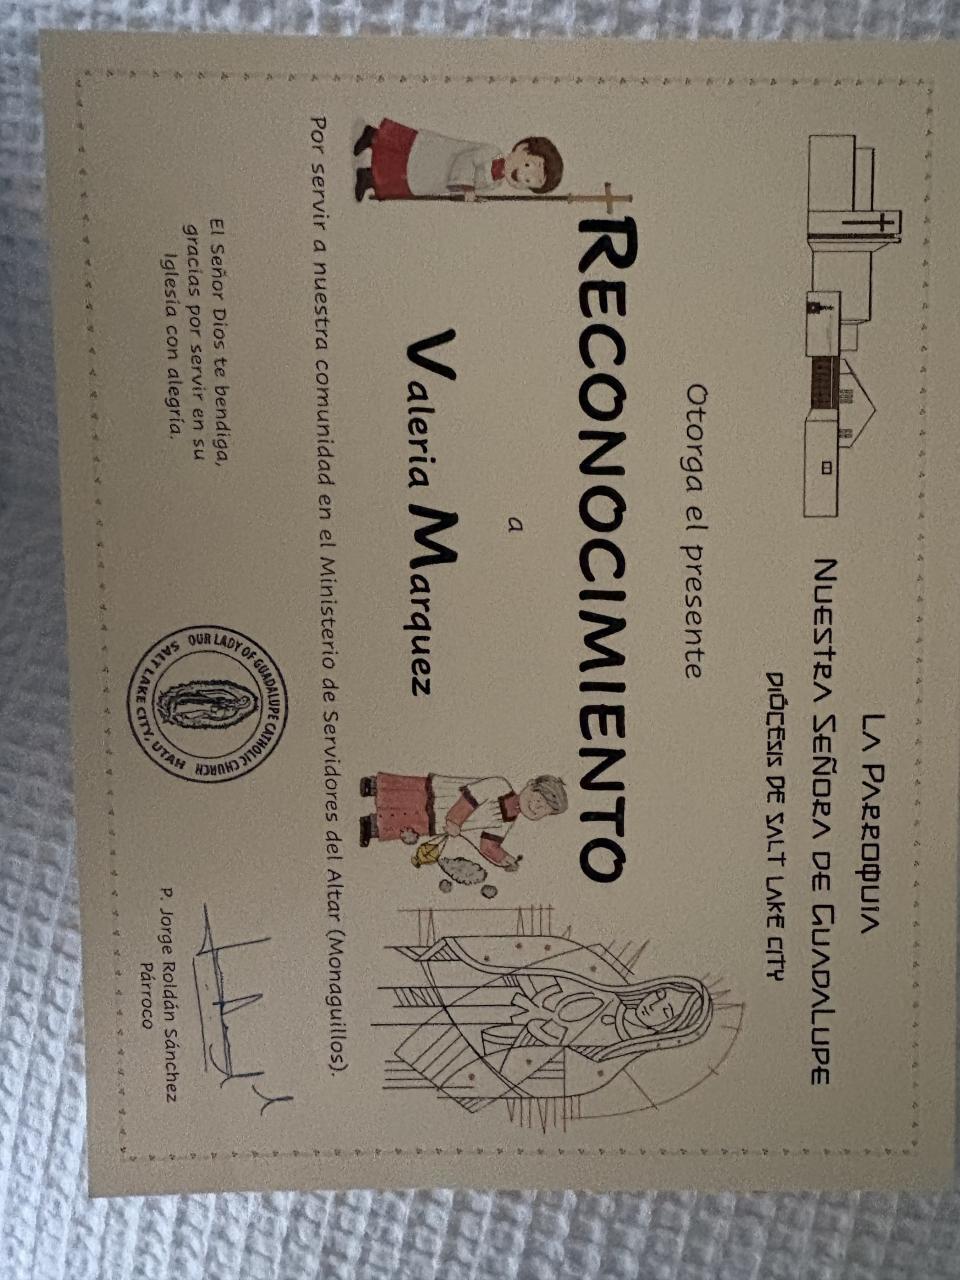 LA PARROQUIA
NUESTRA SEÑORA DE GUADALUPE
DIÓCESIS DE SALT LAKE CITY
Otorga el presente
RECONOCIMIENTO
a
Valeria Marquez
Por servir a nuestra comunidad en el Ministerio de Servidores del Altar (Monaguillos).
El Señor Dios te bendiga,
gracias por servir en su
Iglesia con alegría.
OUR LADY OF GUADALUPE CATHOLIC CHURCH
SALT LAKE CITY, UTAH
P. Jorge Roldán Sánchez
Párroco